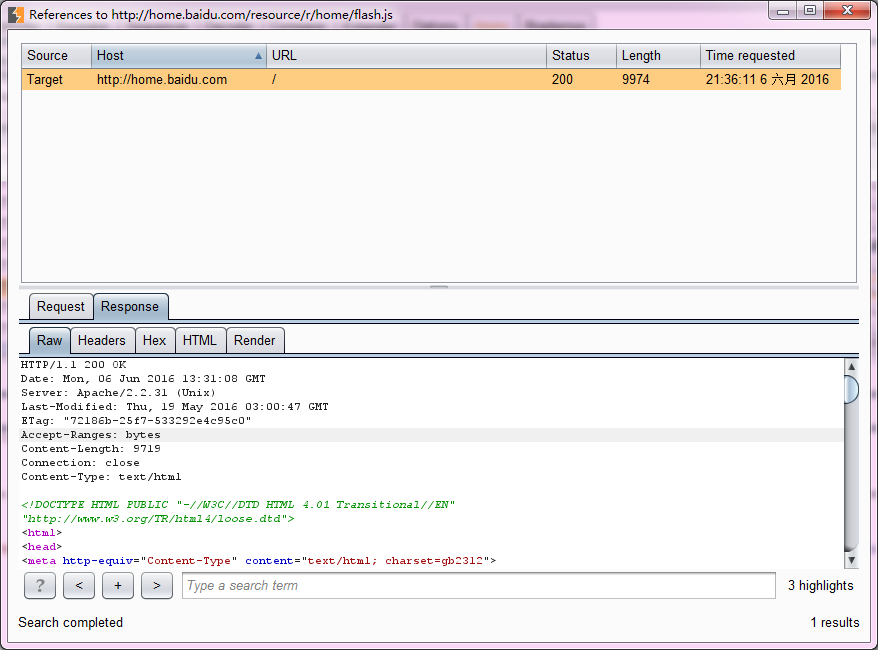 References to http://home.baidu.com/resource/r/home/flash.js
Source Host URL Status Length Time requested
Target http://home.baidu.com / 200 9974 21:36:11 6 六月 2016
Request Response
Raw Headers Hex HTML Render
HTTP/1.1 200 OK
Date: Mon, 06 Jun 2016 13:31:08 GMT
Server: Apache/2.2.31 (Unix)
Last-Modified: Thu, 19 May 2016 03:00:47 GMT
ETag: "72186b-25f7-533292e4c95c0"
Accept-Ranges: bytes
Content-Length: 9719
Connection: close
Content-Type: text/html
<!DOCTYPE HTML PUBLIC "-//W3C//DTD HTML 4.01 Transitional//EN"
"http://www.w3.org/TR/html4/loose.dtd">
<html>
<head>
<meta http-equiv="Content-Type" content="text/html; charset=gb2312">
? < + > Type a search term 3 highlights
Search completed 1 results